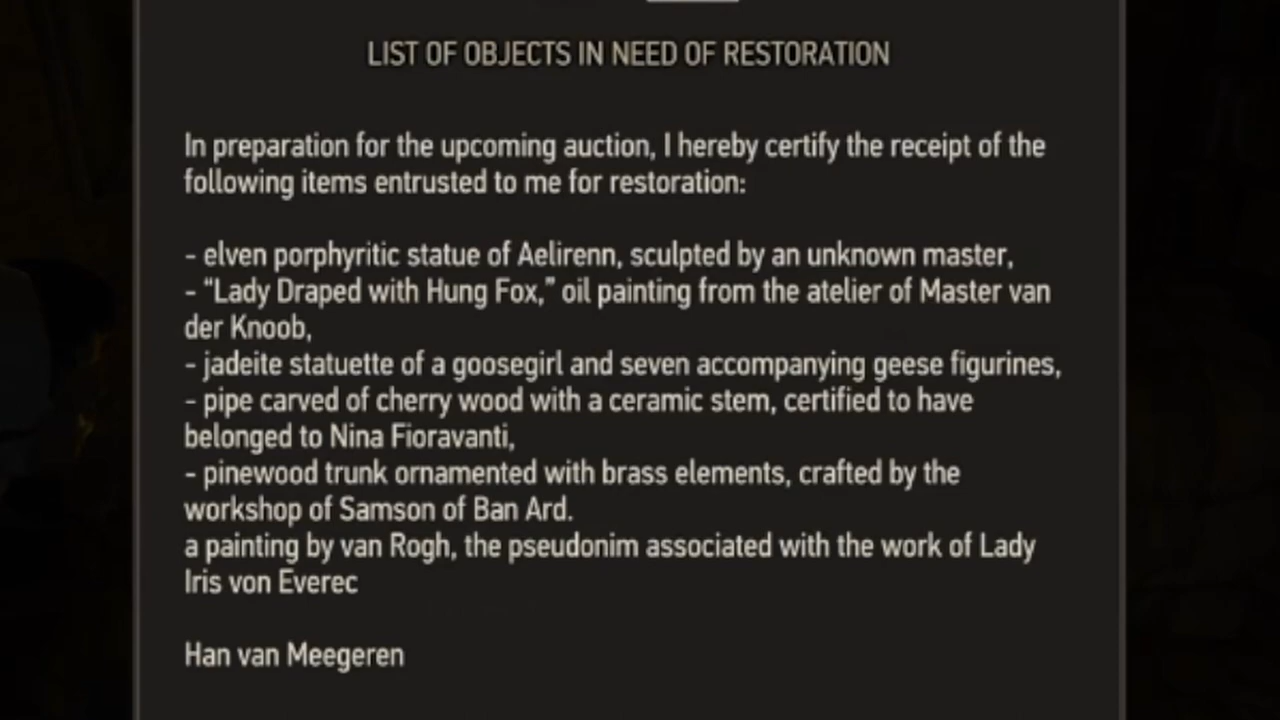 LIST OF OBJECTS IN NEED OF RESTORATION
In preparation for the upcoming auction, I hereby certify the receipt of the
following items entrusted to me for restoration:
- elven porphyritic statue of Aelirenn, sculpted by an unknown master,
- “Lady Draped with Hung Fox,” oil painting from the atelier of Master van
der Knoob,
- jadeite statuette of a goosegirl and seven accompanying geese figurines,
- pipe carved of cherry wood with a ceramic stem, certified to have
belonged to Nina Fioravanti,
- pinewood trunk ornamented with brass elements, crafted by the
workshop of Samson of Ban Ard.
a painting by van Rogh, the pseudonim associated with the work of Lady
Iris von Everec
Han van Meegeren